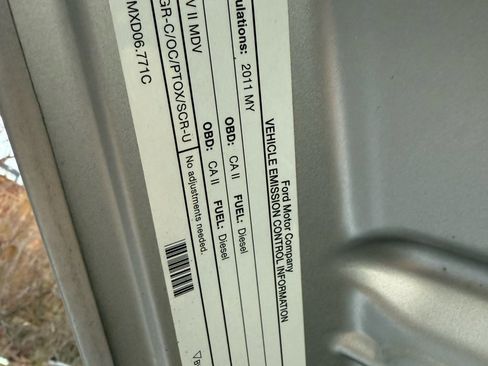 Ford Motor Company
VEHICLE EMISSION CONTROL INFORMATION
2011 MY
OBD: CA II FUEL: Diesel
V II MDV OBD: CA II FUEL: Diesel
GR-C/OC/PTOX/SCR-U No adjustments needed.
MXD06.771C